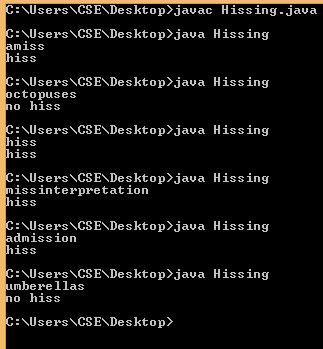 C:\Users\CSE\Desktop>javac Hissing.java
C:\Users\CSE\Desktop>java Hissing
amiss
hiss
C:\Users\CSE\Desktop>java Hissing
octopuses
no hiss
C:\Users\CSE\Desktop>java Hissing
hiss
hiss
C:\Users\CSE\Desktop>java Hissing
missinterpretation
hiss
C:\Users\CSE\Desktop>java Hissing
admission
hiss
C:\Users\CSE\Desktop>java Hissing
umberellas
no hiss
C:\Users\CSE\Desktop>